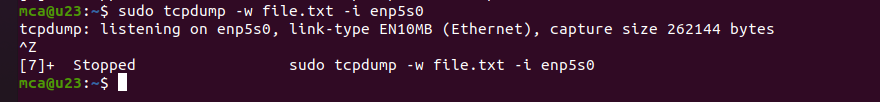 mca@u23:~$ sudo tcpdump -w file.txt -i enp5s0
tcpdump: listening on enp5s0, link-type EN10MB (Ethernet), capture size 262144 bytes
^Z
[7]+  Stopped                 sudo tcpdump -w file.txt -i enp5s0
mca@u23:~$